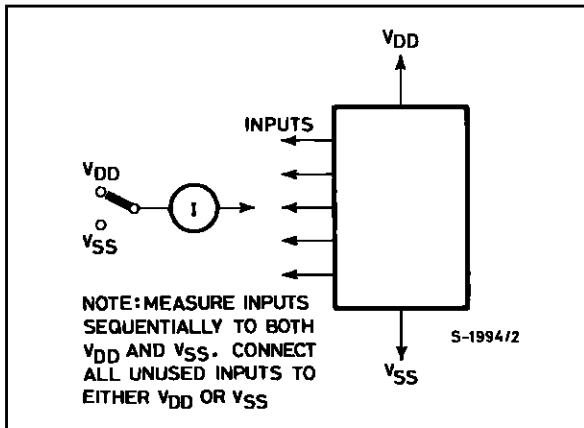 VDD
INPUTS
VDD
I
VSS
NOTE: MEASURE INPUTS
SEQUENTIALLY TO BOTH
VDD AND VSS. CONNECT
ALL UNUSED INPUTS TO
EITHER VDD OR VSS
S-1994/2
VSS